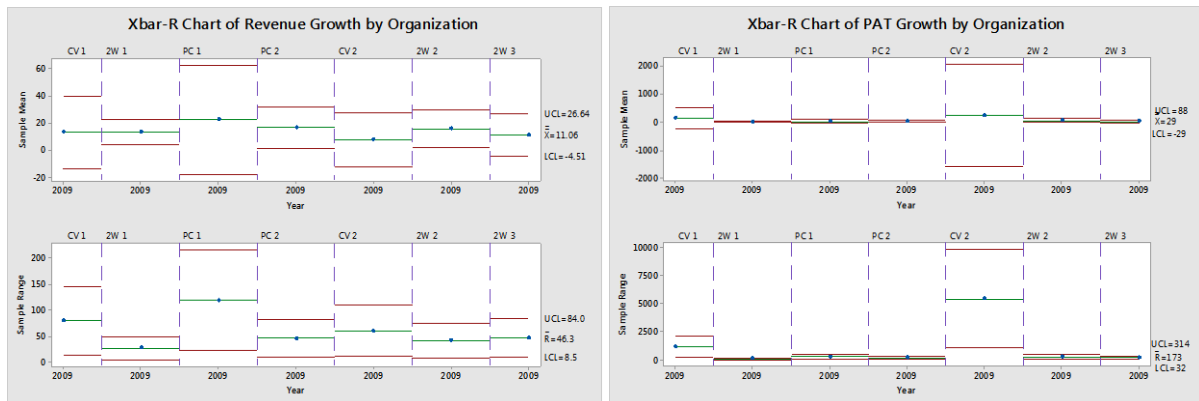 Xbar-R Chart of Revenue Growth by Organization
CV 1 2W 1 PC 1 PC 2 CV 2 2W 2 2W 3
Sample Mean
60
40
20
0
-20
UCL=26.64
X=11.06
LCL=-4.51
2009 2009 2009 2009 2009 2009 2009
Year
CV 1 2W 1 PC 1 PC 2 CV 2 2W 2 2W 3
Sample Range
200
150
100
50
0
UCL=84.0
R=46.3
LCL=8.5
2009 2009 2009 2009 2009 2009 2009
Year
Xbar-R Chart of PAT Growth by Organization
CV 1 2W 1 PC 1 PC 2 CV 2 2W 2 2W 3
Sample Mean
2000
1000
0
-1000
-2000
UCL=88
X=29
LCL=-29
2009 2009 2009 2009 2009 2009 2009
Year
CV 1 2W 1 PC 1 PC 2 CV 2 2W 2 2W 3
Sample Range
10000
7500
5000
2500
0
UCL=314
R=173
LCL=32
2009 2009 2009 2009 2009 2009 2009
Year